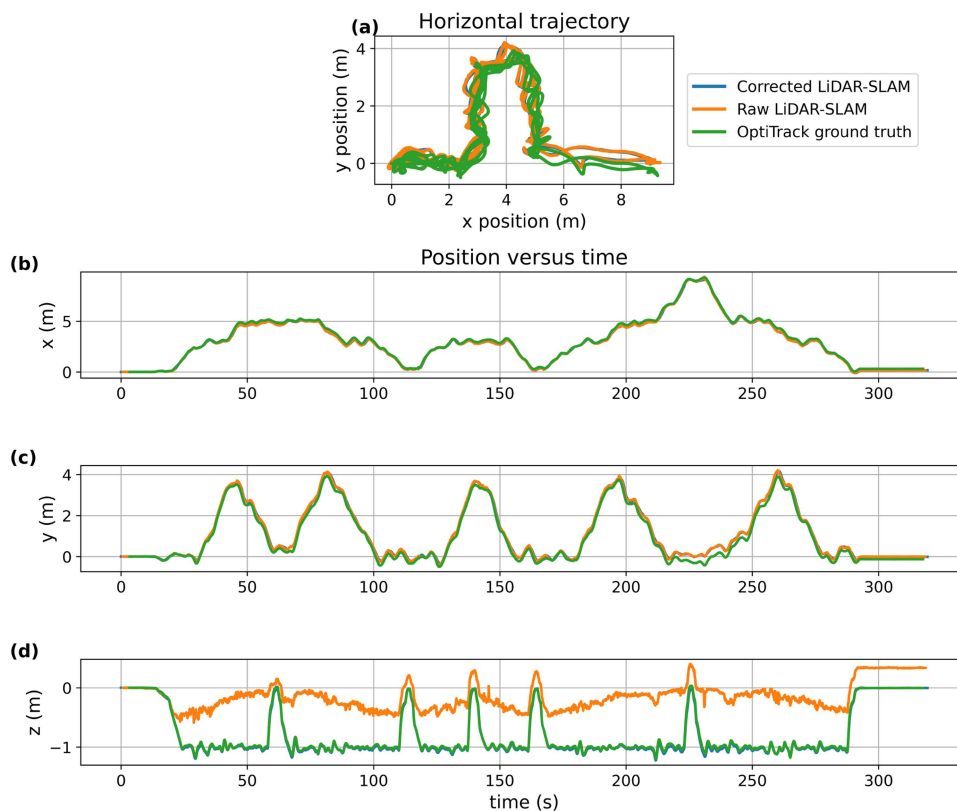 (a) Horizontal trajectory
4
2
0
y position (m)
0 2 4 6 8
x position (m)
Corrected LiDAR-SLAM
Raw LiDAR-SLAM
OptiTrack ground truth
(b) Position versus time
5
0
x (m)
0 50 100 150 200 250 300
(c)
4
2
0
y (m)
0 50 100 150 200 250 300
(d)
0
−1
z (m)
0 50 100 150 200 250 300
time (s)